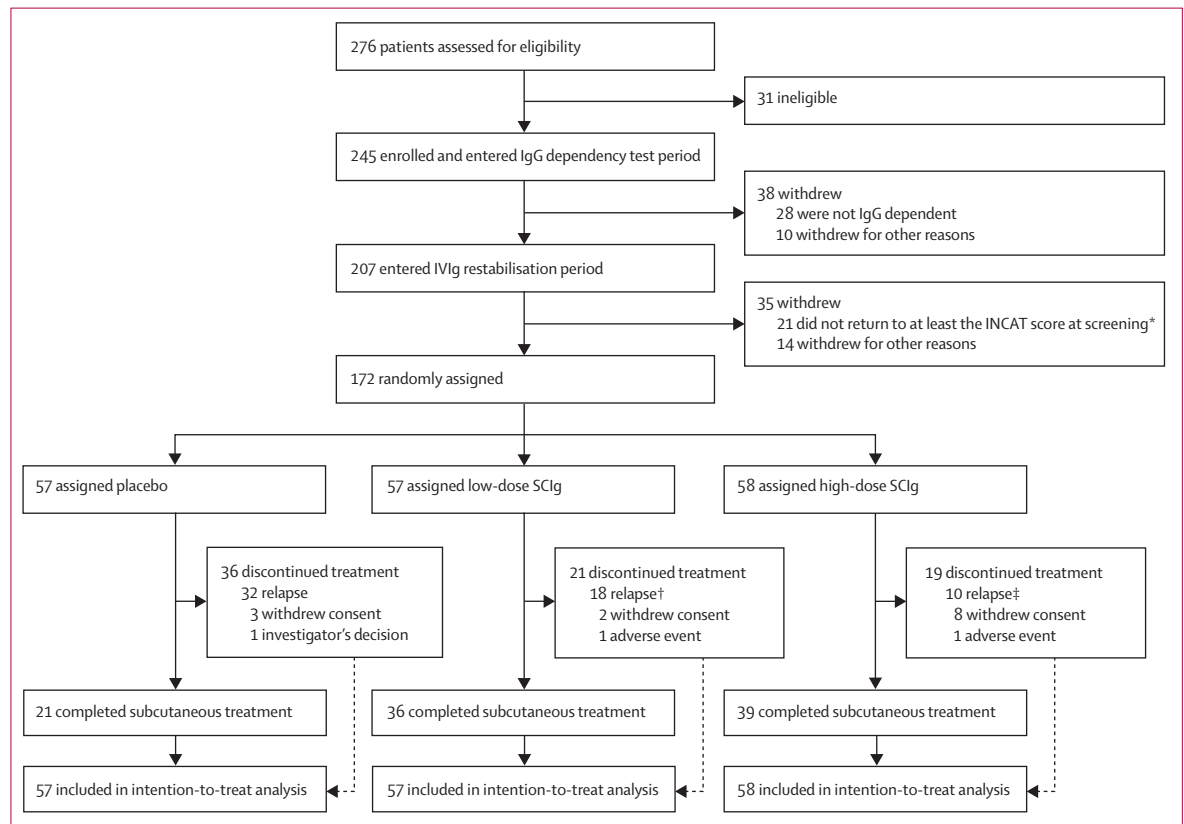 276 patients assessed for eligibility
31 ineligible
245 enrolled and entered IgG dependency test period
38 withdrew
28 were not IgG dependent
10 withdrew for other reasons
207 entered IVIg restabilisation period
35 withdrew
21 did not return to at least the INCAT score at screening*
14 withdrew for other reasons
172 randomly assigned
57 assigned placebo
57 assigned low-dose SCIg
58 assigned high-dose SCIg
36 discontinued treatment
32 relapse
3 withdrew consent
1 investigator's decision
21 discontinued treatment
18 relapse†
2 withdrew consent
1 adverse event
19 discontinued treatment
10 relapse‡
8 withdrew consent
1 adverse event
21 completed subcutaneous treatment
36 completed subcutaneous treatment
39 completed subcutaneous treatment
57 included in intention-to-treat analysis
57 included in intention-to-treat analysis
58 included in intention-to-treat analysis